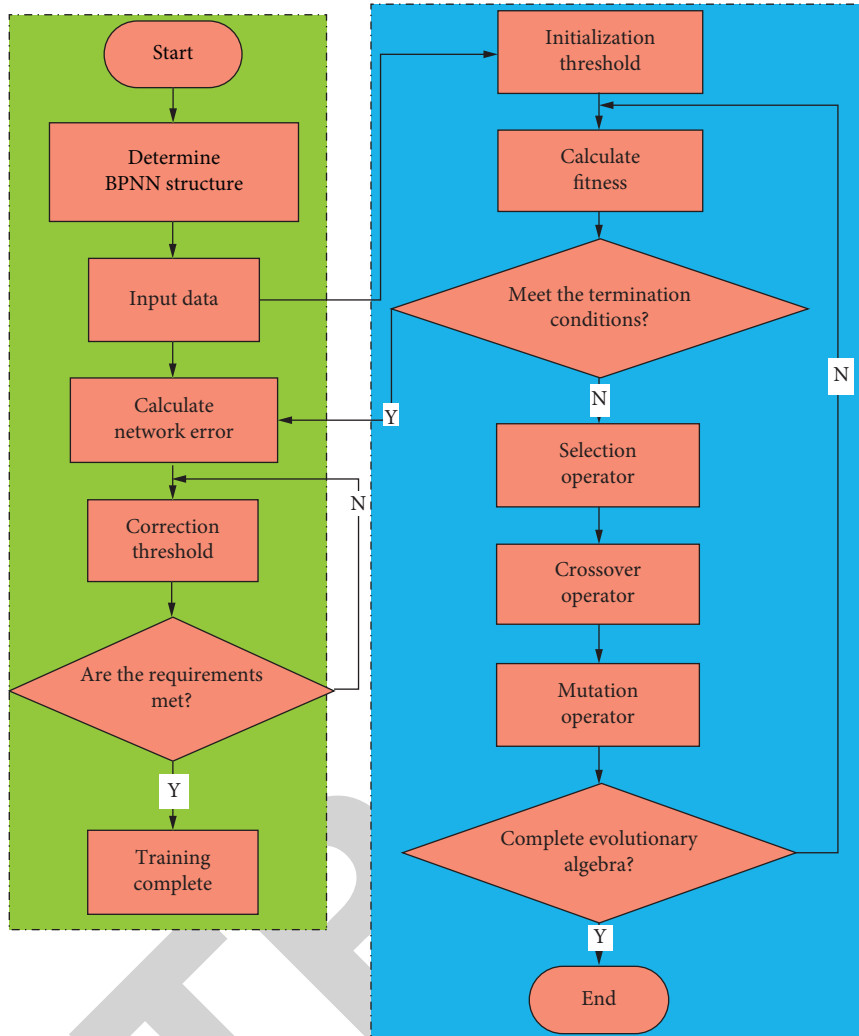 Start
Determine
BPNN structure
Input data
Calculate
network error
Correction
threshold
N
Are the requirements
met?
Y
Training
complete
Initialization
threshold
Calculate
fitness
Meet the termination
conditions?
Y
N
N
Selection
operator
Crossover
operator
Mutation
operator
Complete evolutionary
algebra?
Y
End